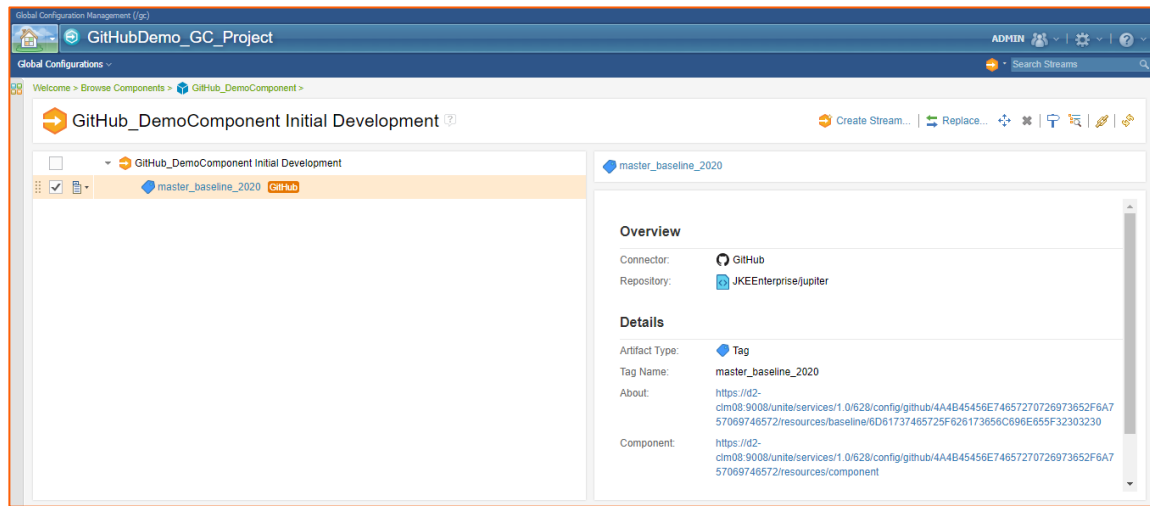 Global Configuration Management (/gc)
GitHubDemo_GC_Project
ADMIN
Global Configurations
Search Streams
Welcome > Browse Components > GitHub_DemoComponent >
GitHub_DemoComponent Initial Development
Create Stream... | Replace...
GitHub_DemoComponent Initial Development
master_baseline_2020 GitHub
master_baseline_2020
Overview
Connector: GitHub
Repository: JKEEnterprise/jupiter
Details
Artifact Type: Tag
Tag Name: master_baseline_2020
About: https://d2-
clm08:9008/unite/services/1.0/628/config/github/4A4B45456E74657270726973652F6A7
57069746572/resources/baseline/6D61737465725F626173656C696E655F32303230
Component: https://d2-
clm08:9008/unite/services/1.0/628/config/github/4A4B45456E74657270726973652F6A7
57069746572/resources/component